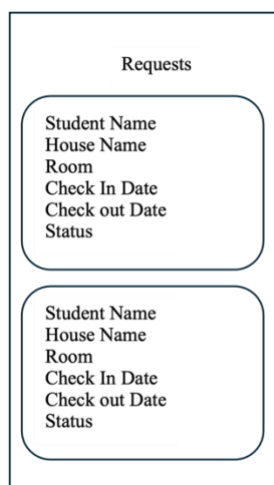 Requests
Student Name
House Name
Room
Check In Date
Check out Date
Status
Student Name
House Name
Room
Check In Date
Check out Date
Status